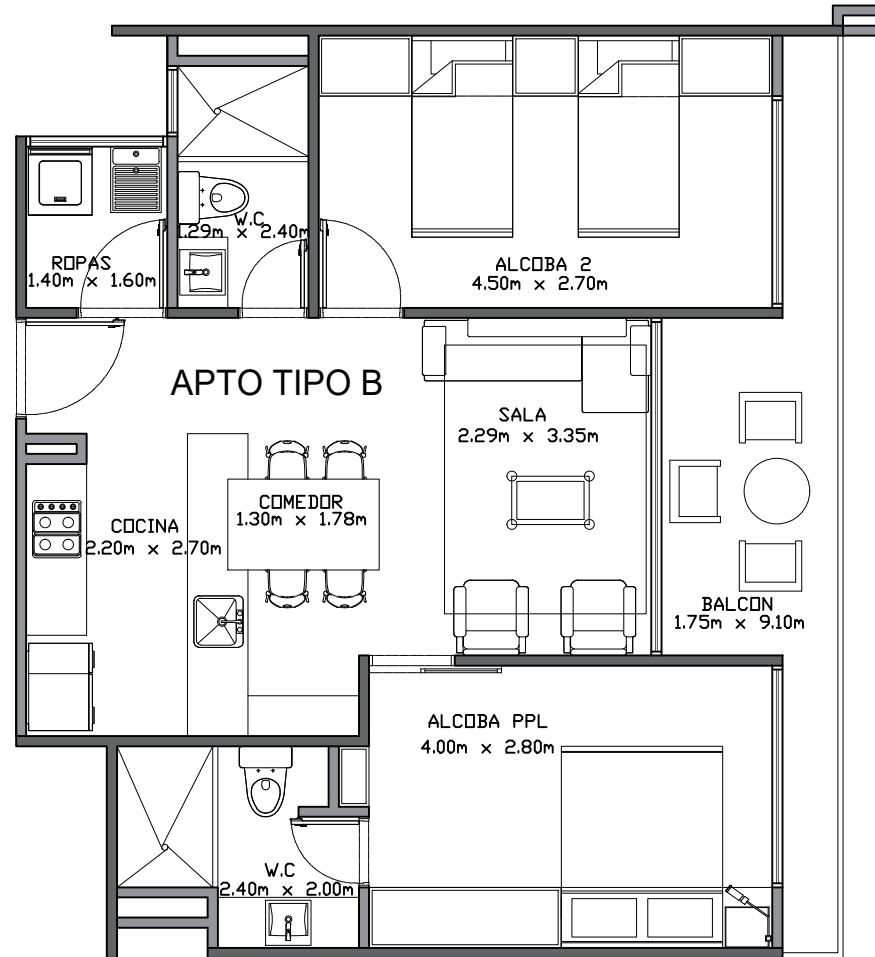 W.C
1.29m x 2.40m
ROPAS
1.40m x 1.60m
ALCOBA 2
4.50m x 2.70m
APTO TIPO B
SALA
2.29m x 3.35m
COMEDOR
1.30m x 1.78m
COCINA
2.20m x 2.70m
BALCON
1.75m x 9.10m
ALCOBA PPL
4.00m x 2.80m
W.C
2.40m x 2.00m